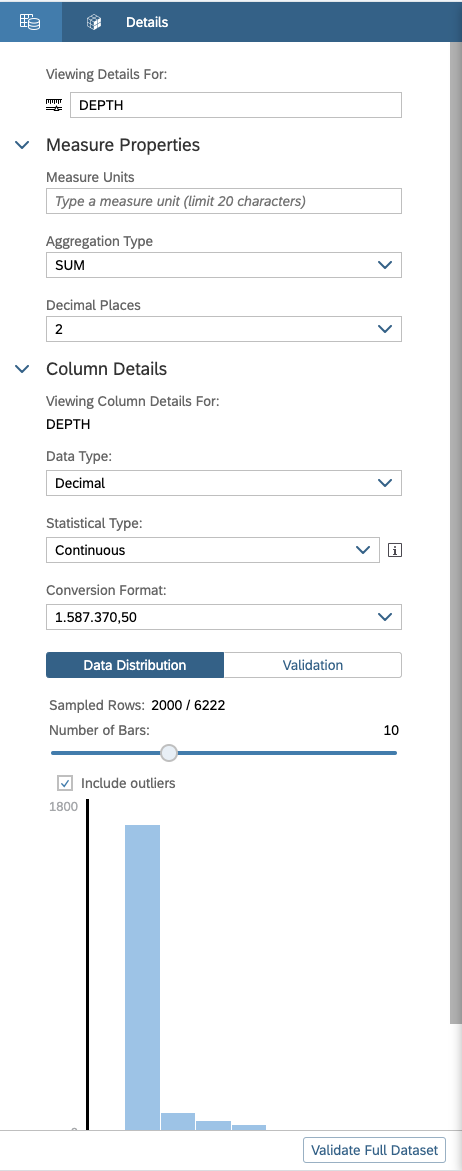 Details
Viewing Details For:
DEPTH
Measure Properties
Measure Units
Type a measure unit (limit 20 characters)
Aggregation Type
SUM
Decimal Places
2
Column Details
Viewing Column Details For:
DEPTH
Data Type:
Decimal
Statistical Type:
Continuous
Conversion Format:
1.587.370,50
Data Distribution Validation
Sampled Rows: 2000 / 6222
Number of Bars: 10
Include outliers
1800
Validate Full Dataset